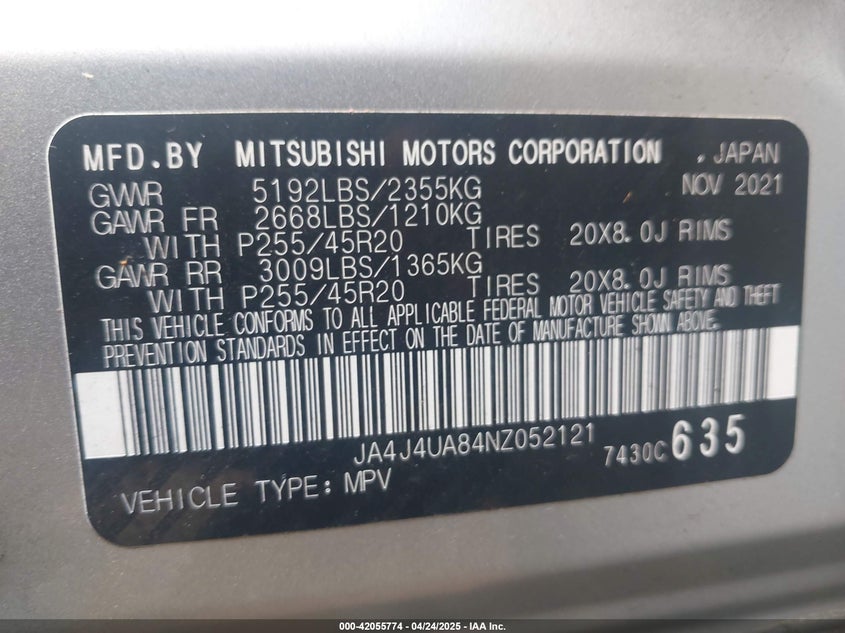 MFD.BY MITSUBISHI MOTORS CORPORATION , JAPAN
GVWR 5192LBS/2355KG NOV 2021
GAWR FR 2668LBS/1210KG
WITH P255/45R20 TIRES 20X8.0J RIMS
GAWR RR 3009LBS/1365KG
WITH P255/45R20 TIRES 20X8.0J RIMS
THIS VEHICLE CONFORMS TO ALL APPLICABLE FEDERAL MOTOR VEHICLE SAFETY AND THEFT
PREVENTION STANDARDS IN EFFECT ON THE DATE OF MANUFACTURE SHOWN ABOVE.
JA4J4UA84NZ052121 7430C 635
VEHICLE TYPE: MPV
000-42055774 - 04/24/2025 - IAA Inc.